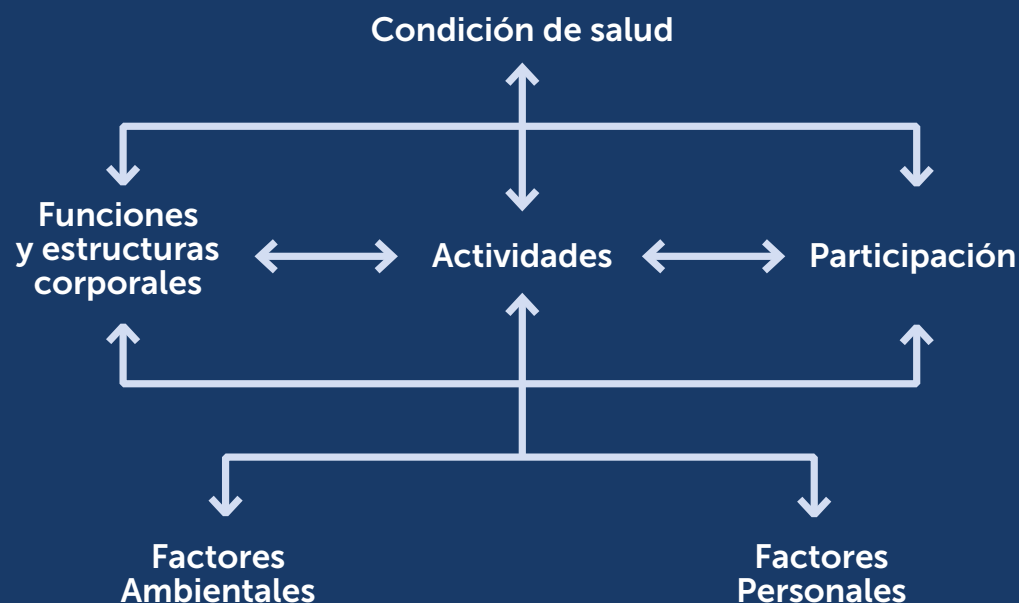 Condición de salud
Funciones
y estructuras
corporales
Actividades
Participación
Factores
Ambientales
Factores
Personales